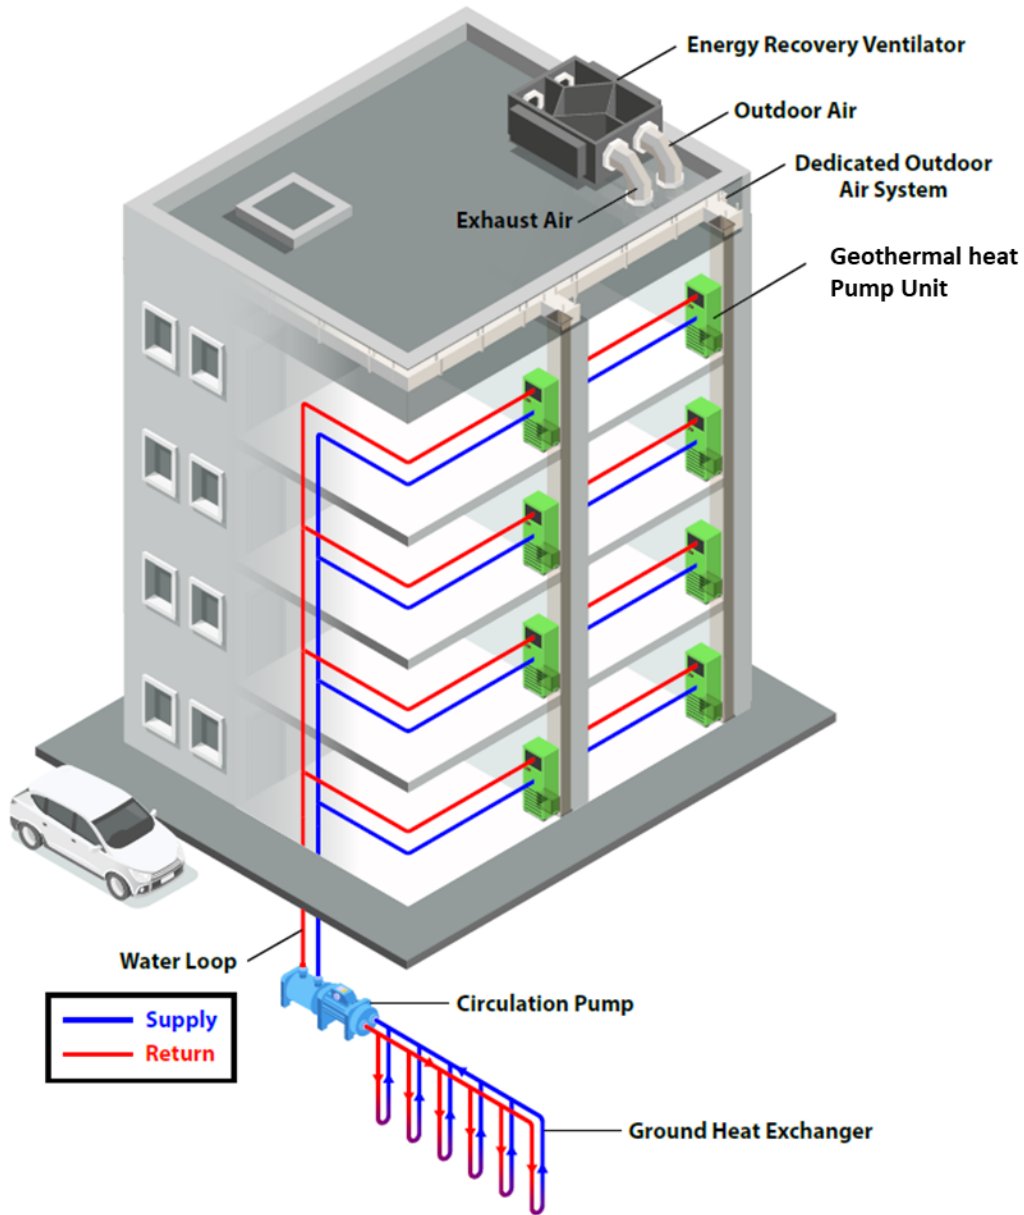 Energy Recovery Ventilator
Outdoor Air
Dedicated Outdoor
Air System
Exhaust Air
Geothermal heat
Pump Unit
Water Loop
Circulation Pump
Supply
Return
Ground Heat Exchanger